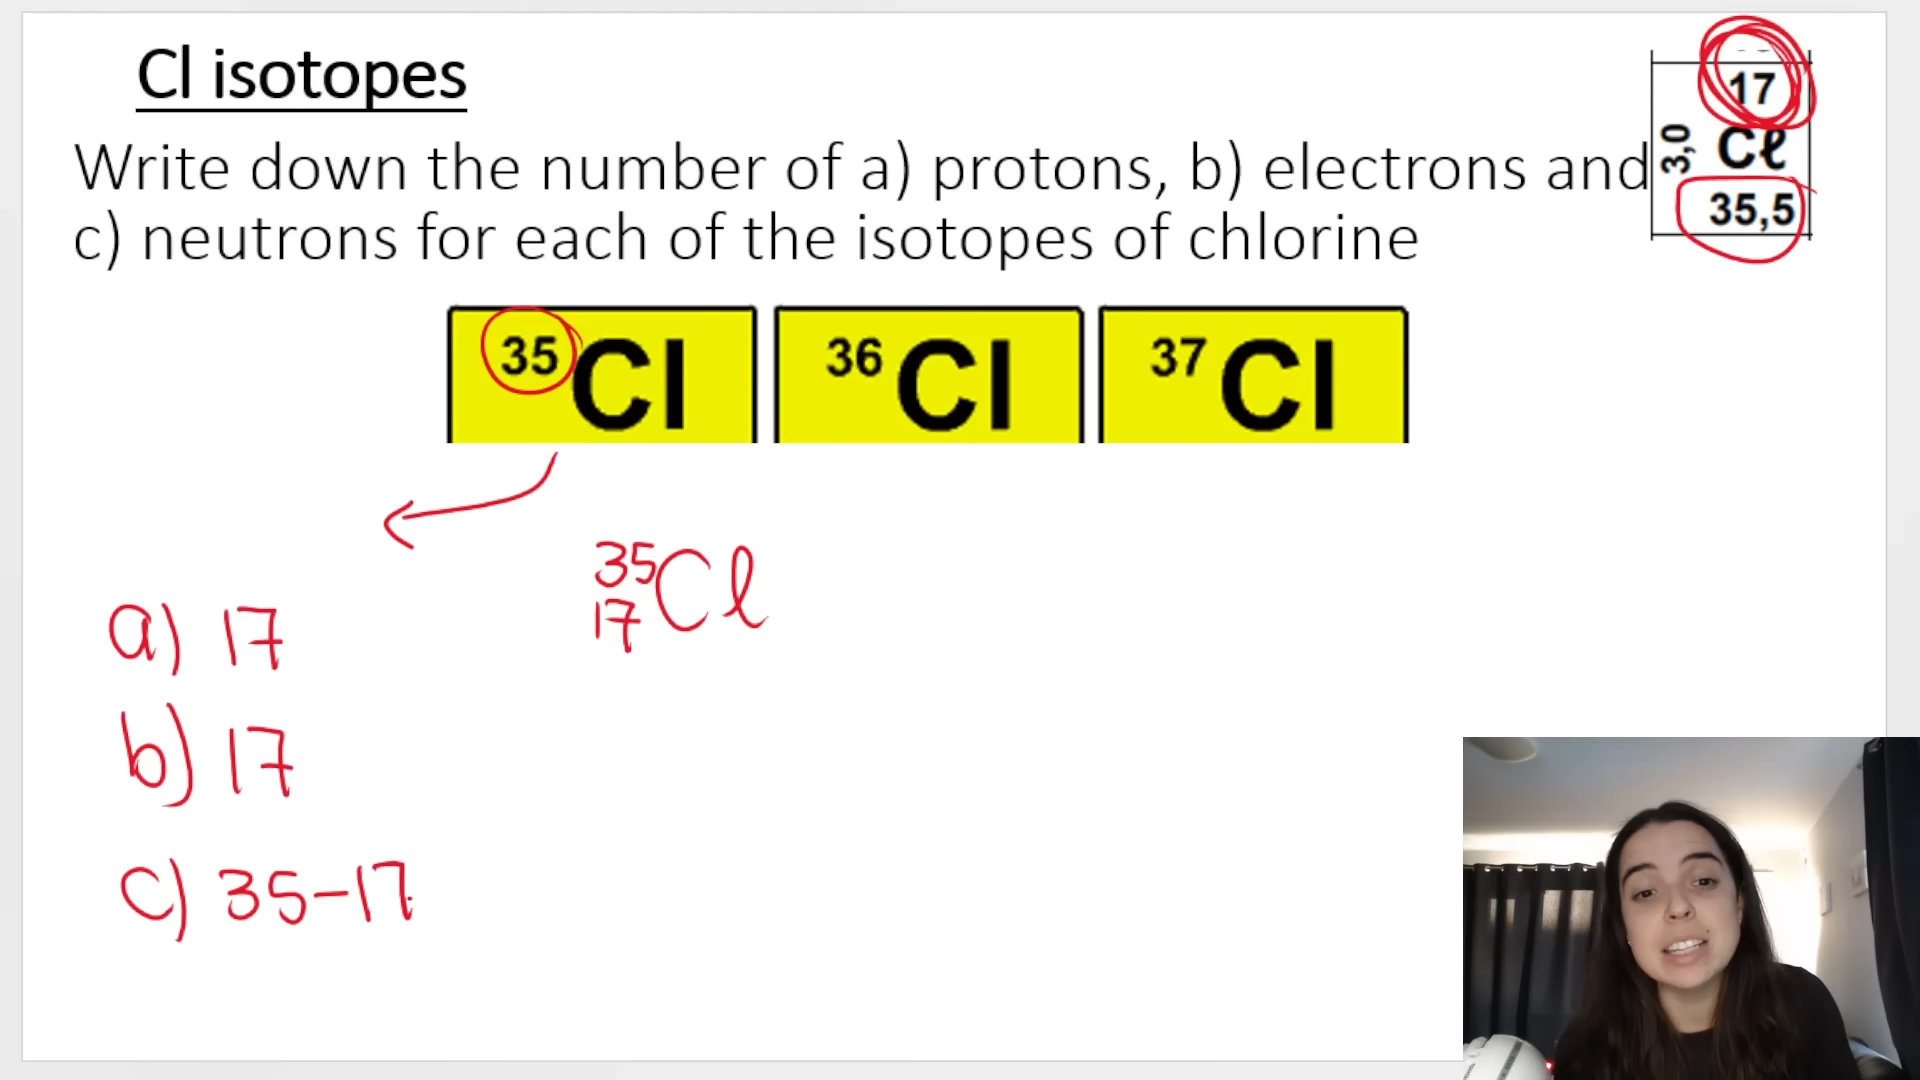 Cl isotopes
Write down the number of a) protons, b) electrons and
c) neutrons for each of the isotopes of chlorine
17
3,0
Cℓ
35,5
35Cl
36Cl
37Cl
35
17Cl
a) 17
b) 17
c) 35-17